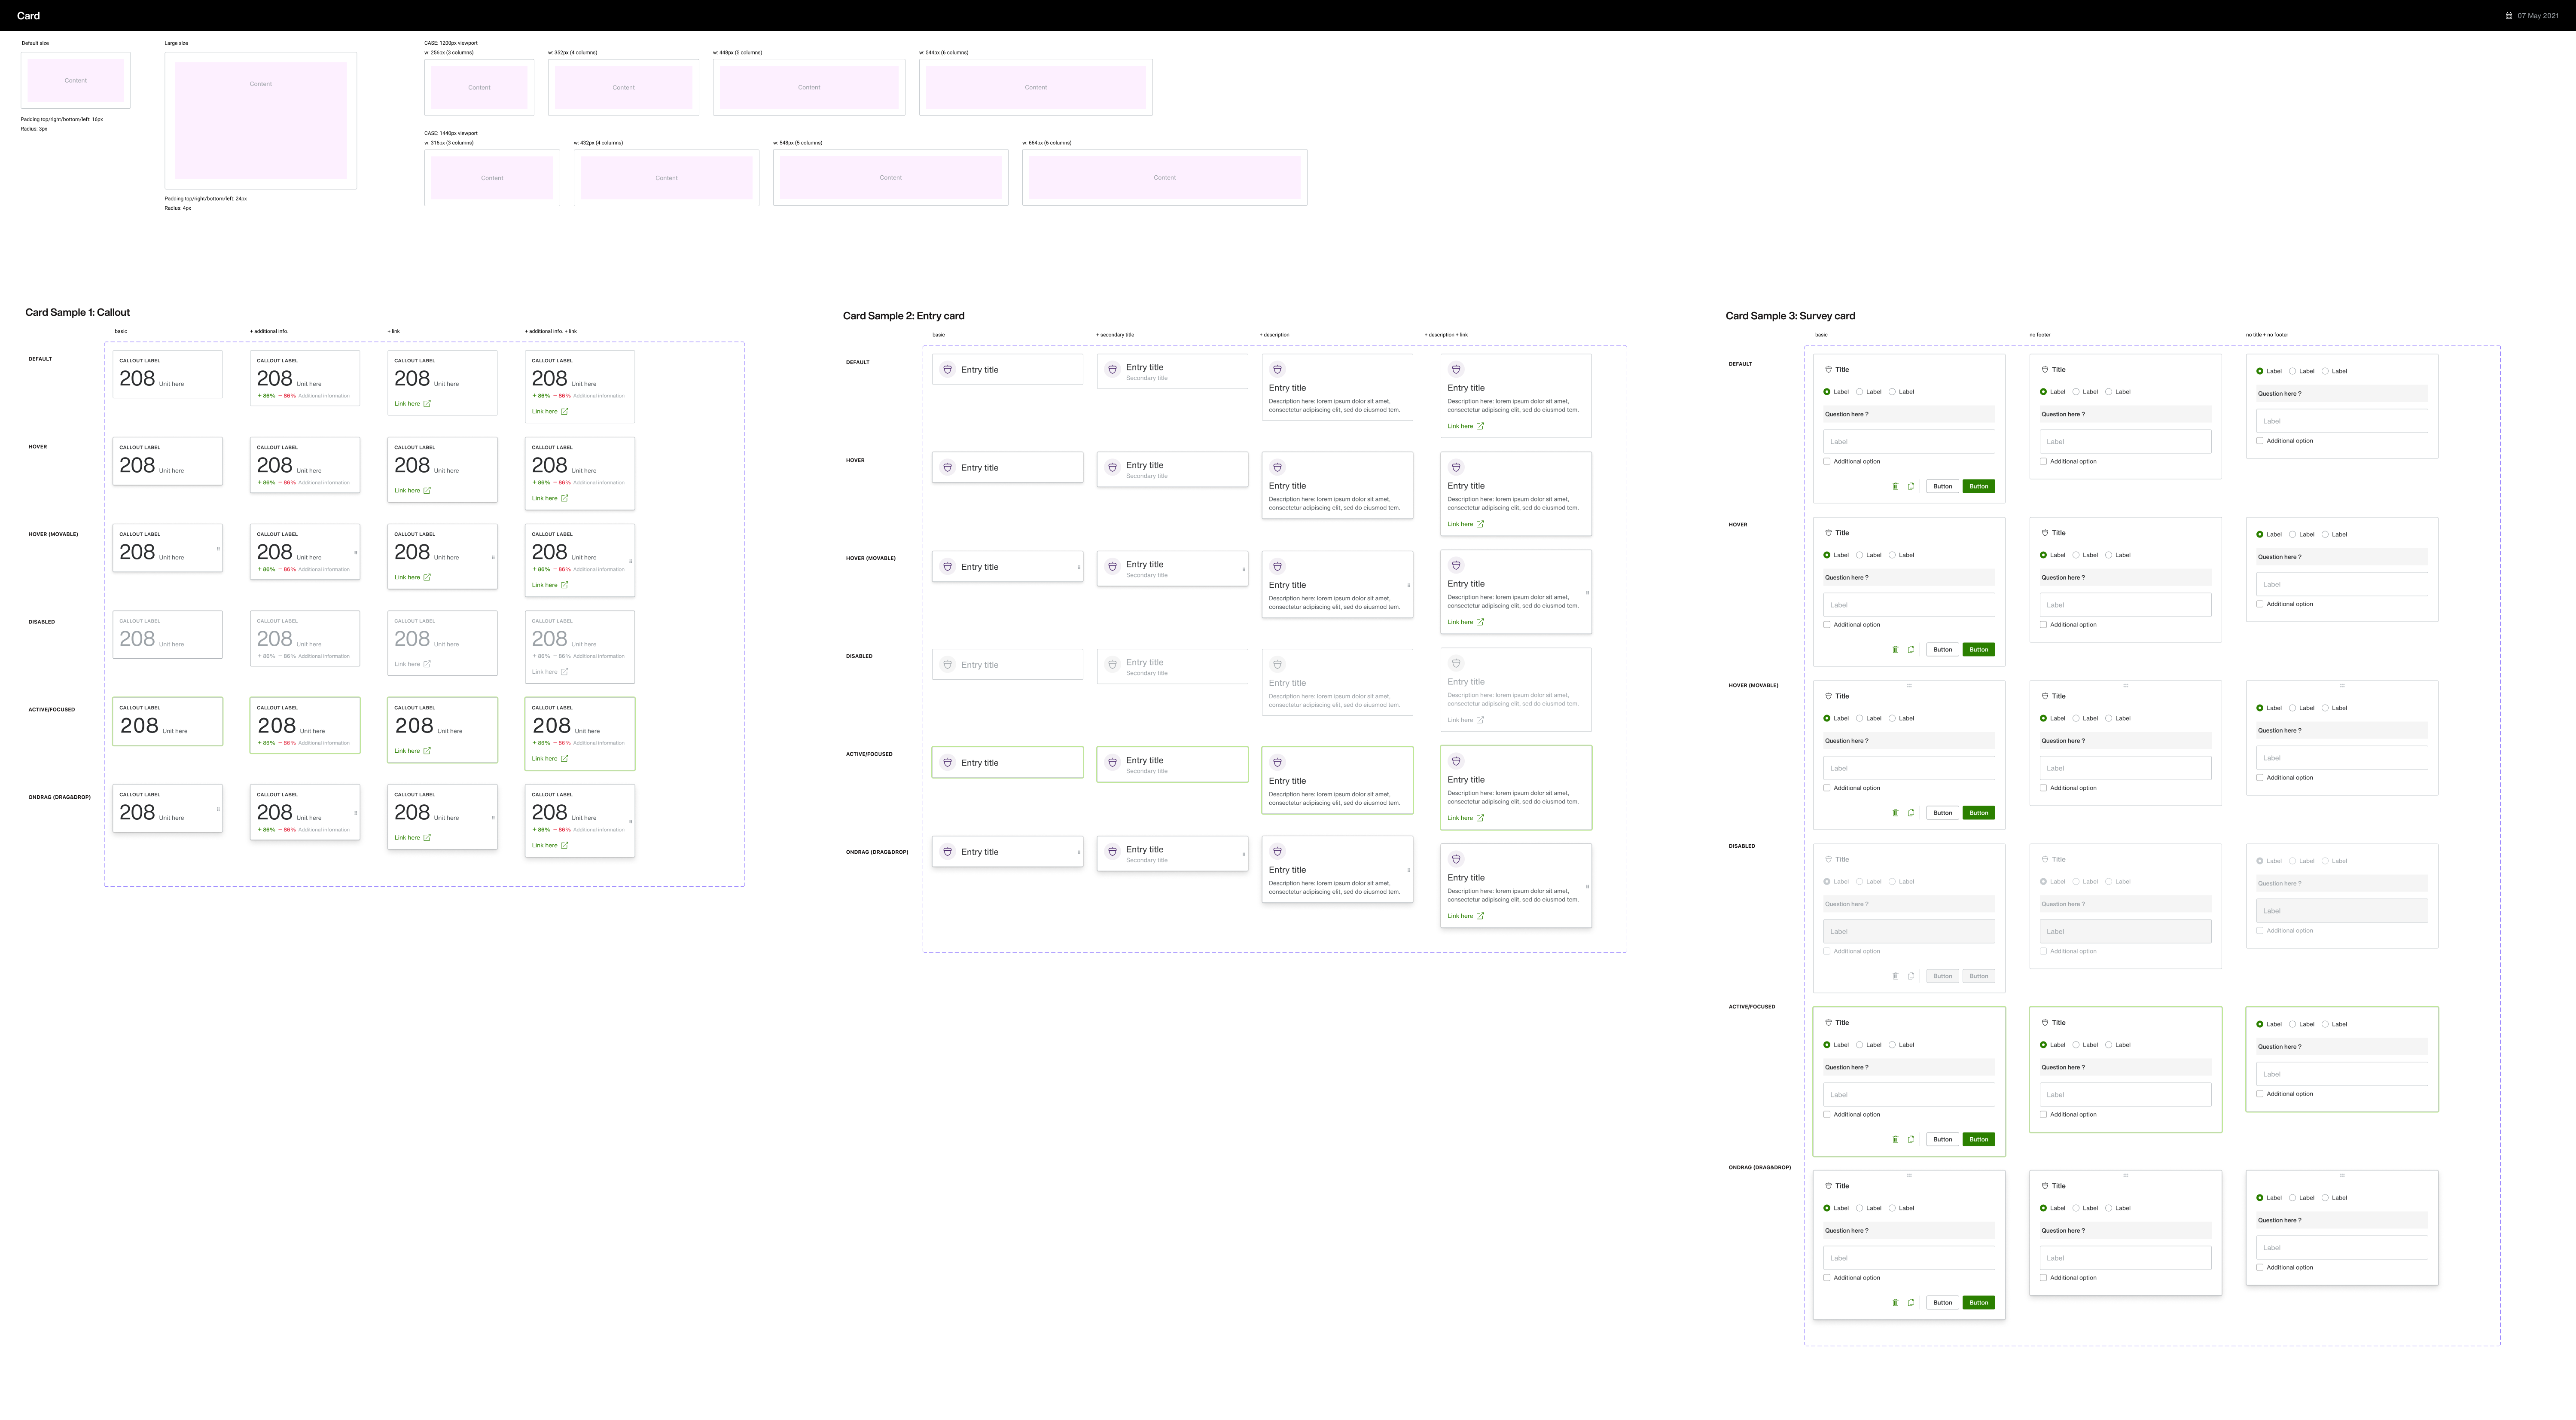 Card
07 May 2021
Default size
Content
Padding top/right/bottom/left: 16px
Radius: 3px
Large size
Content
Padding top/right/bottom/left: 24px
Radius: 4px
CASE: 1200px viewport
w: 256px (3 columns) w: 352px (4 columns) w: 448px (5 columns) w: 544px (6 columns)
Content Content Content Content
CASE: 1440px viewport
w: 316px (3 columns) w: 432px (4 columns) w: 548px (5 columns) w: 664px (6 columns)
Content Content Content Content
Card Sample 1: Callout
basic + additional info. + link + additional info. + link
DEFAULT
CALLOUT LABEL CALLOUT LABEL CALLOUT LABEL CALLOUT LABEL
208 Unit here 208 Unit here 208 Unit here 208 Unit here
+ 86% − 86% Additional information + 86% − 86% Additional information
Link here Link here
HOVER
CALLOUT LABEL CALLOUT LABEL CALLOUT LABEL CALLOUT LABEL
208 Unit here 208 Unit here 208 Unit here 208 Unit here
+ 86% − 86% Additional information + 86% − 86% Additional information
Link here Link here
HOVER (MOVABLE)
CALLOUT LABEL CALLOUT LABEL CALLOUT LABEL CALLOUT LABEL
208 Unit here 208 Unit here 208 Unit here 208 Unit here
+ 86% − 86% Additional information + 86% − 86% Additional information
Link here Link here
DISABLED
CALLOUT LABEL CALLOUT LABEL CALLOUT LABEL CALLOUT LABEL
208 Unit here 208 Unit here 208 Unit here 208 Unit here
+ 86% − 86% Additional information + 86% − 86% Additional information
Link here Link here
ACTIVE/FOCUSED
CALLOUT LABEL CALLOUT LABEL CALLOUT LABEL CALLOUT LABEL
208 Unit here 208 Unit here 208 Unit here 208 Unit here
+ 86% − 86% Additional information + 86% − 86% Additional information
Link here Link here
ONDRAG (DRAG&DROP)
CALLOUT LABEL CALLOUT LABEL CALLOUT LABEL CALLOUT LABEL
208 Unit here 208 Unit here 208 Unit here 208 Unit here
+ 86% − 86% Additional information + 86% − 86% Additional information
Link here Link here
Card Sample 2: Entry card
basic + secondary title + description + description + link
DEFAULT
Entry title
Entry title
Secondary title
Entry title
Description here: lorem ipsum dolor sit amet,
consectetur adipiscing elit, sed do eiusmod tem.
Entry title
Description here: lorem ipsum dolor sit amet,
consectetur adipiscing elit, sed do eiusmod tem.
Link here
HOVER
Entry title
Entry title
Secondary title
Entry title
Description here: lorem ipsum dolor sit amet,
consectetur adipiscing elit, sed do eiusmod tem.
Entry title
Description here: lorem ipsum dolor sit amet,
consectetur adipiscing elit, sed do eiusmod tem.
Link here
HOVER (MOVABLE)
Entry title
Entry title
Secondary title
Entry title
Description here: lorem ipsum dolor sit amet,
consectetur adipiscing elit, sed do eiusmod tem.
Entry title
Description here: lorem ipsum dolor sit amet,
consectetur adipiscing elit, sed do eiusmod tem.
Link here
DISABLED
Entry title
Entry title
Secondary title
Entry title
Description here: lorem ipsum dolor sit amet,
consectetur adipiscing elit, sed do eiusmod tem.
Entry title
Description here: lorem ipsum dolor sit amet,
consectetur adipiscing elit, sed do eiusmod tem.
Link here
ACTIVE/FOCUSED
Entry title
Entry title
Secondary title
Entry title
Description here: lorem ipsum dolor sit amet,
consectetur adipiscing elit, sed do eiusmod tem.
Entry title
Description here: lorem ipsum dolor sit amet,
consectetur adipiscing elit, sed do eiusmod tem.
Link here
ONDRAG (DRAG&DROP)
Entry title
Entry title
Secondary title
Entry title
Description here: lorem ipsum dolor sit amet,
consectetur adipiscing elit, sed do eiusmod tem.
Entry title
Description here: lorem ipsum dolor sit amet,
consectetur adipiscing elit, sed do eiusmod tem.
Link here
Card Sample 3: Survey card
basic no footer no title + no footer
DEFAULT
Title
Label Label Label
Question here ?
Label
Additional option
Button Button
Title
Label Label Label
Question here ?
Label
Additional option
Label Label Label
Question here ?
Label
Additional option
HOVER
Title
Label Label Label
Question here ?
Label
Additional option
Button Button
Title
Label Label Label
Question here ?
Label
Additional option
Label Label Label
Question here ?
Label
Additional option
HOVER (MOVABLE)
Title
Label Label Label
Question here ?
Label
Additional option
Button Button
Title
Label Label Label
Question here ?
Label
Additional option
Label Label Label
Question here ?
Label
Additional option
DISABLED
Title
Label Label Label
Question here ?
Label
Additional option
Button Button
Title
Label Label Label
Question here ?
Label
Additional option
Label Label Label
Question here ?
Label
Additional option
ACTIVE/FOCUSED
Title
Label Label Label
Question here ?
Label
Additional option
Button Button
Title
Label Label Label
Question here ?
Label
Additional option
Label Label Label
Question here ?
Label
Additional option
ONDRAG (DRAG&DROP)
Title
Label Label Label
Question here ?
Label
Additional option
Button Button
Title
Label Label Label
Question here ?
Label
Additional option
Label Label Label
Question here ?
Label
Additional option